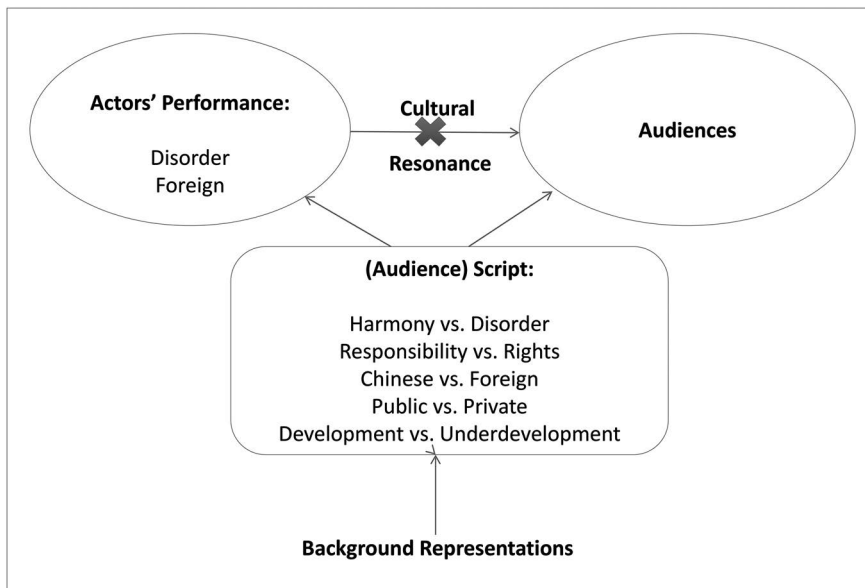 Actors’ Performance:
Disorder
Foreign
Cultural
Resonance
Audiences
(Audience) Script:
Harmony vs. Disorder
Responsibility vs. Rights
Chinese vs. Foreign
Public vs. Private
Development vs. Underdevelopment
Background Representations